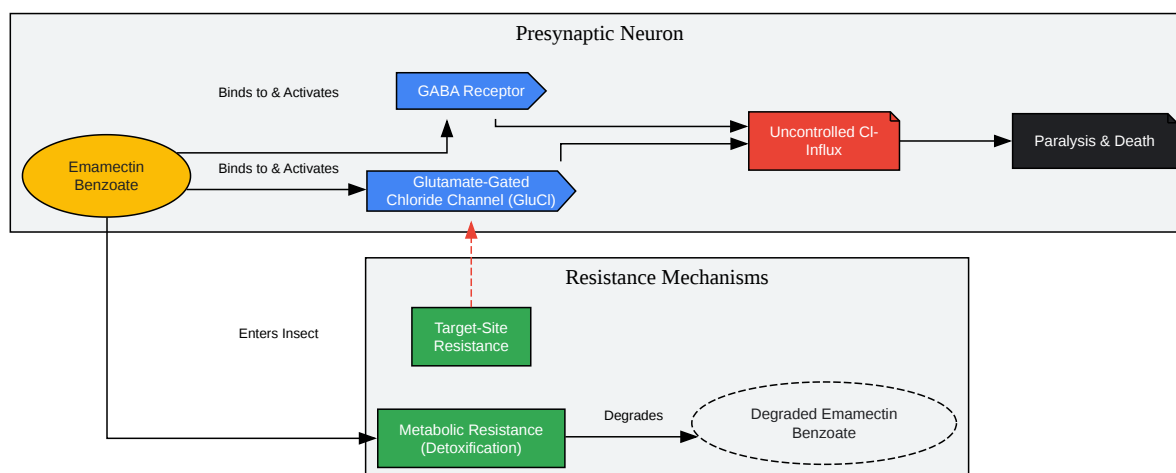 Presynaptic Neuron
Binds to & Activates
GABA Receptor
Uncontrolled Cl-
Influx
Paralysis & Death
Emamectin
Benzoate
Binds to & Activates
Glutamate-Gated
Chloride Channel (GluCl)
Resistance Mechanisms
Enters Insect
Target-Site
Resistance
Metabolic Resistance
(Detoxification)
Degrades
Degraded Emamectin
Benzoate